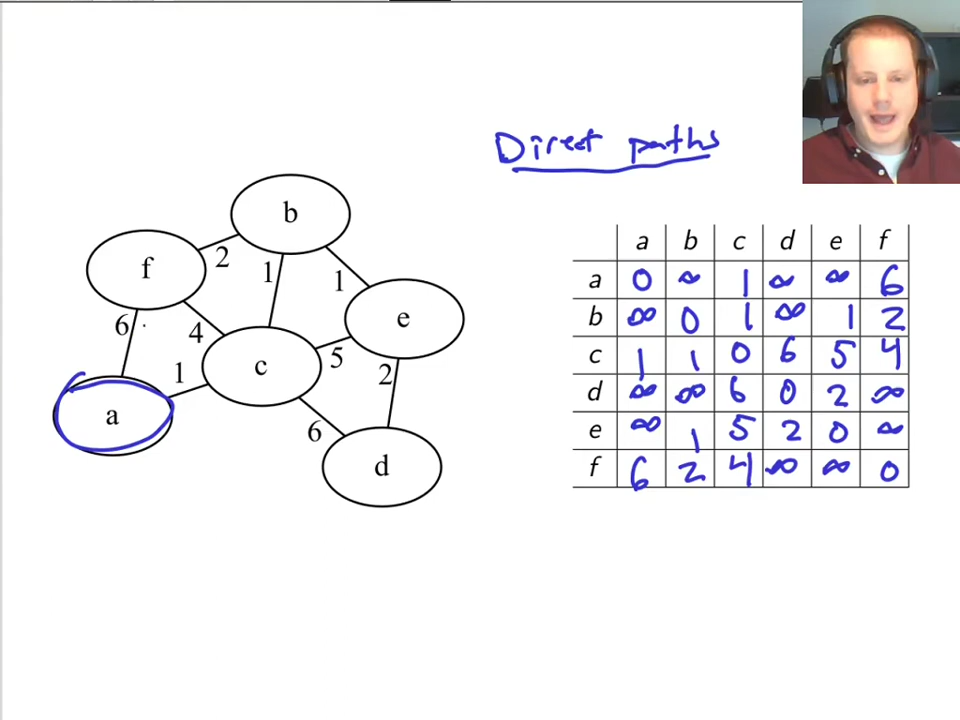 Direct paths
b
f
e
c
a
d
2
1
1
6
4
5
1
2
6
a b c d e f
a 0 ∞ 1 ∞ ∞ 6
b ∞ 0 1 ∞ 1 2
c 1 1 0 6 5 4
d ∞ ∞ 6 0 2 ∞
e ∞ 1 5 2 0 ∞
f 6 2 4 ∞ ∞ 0